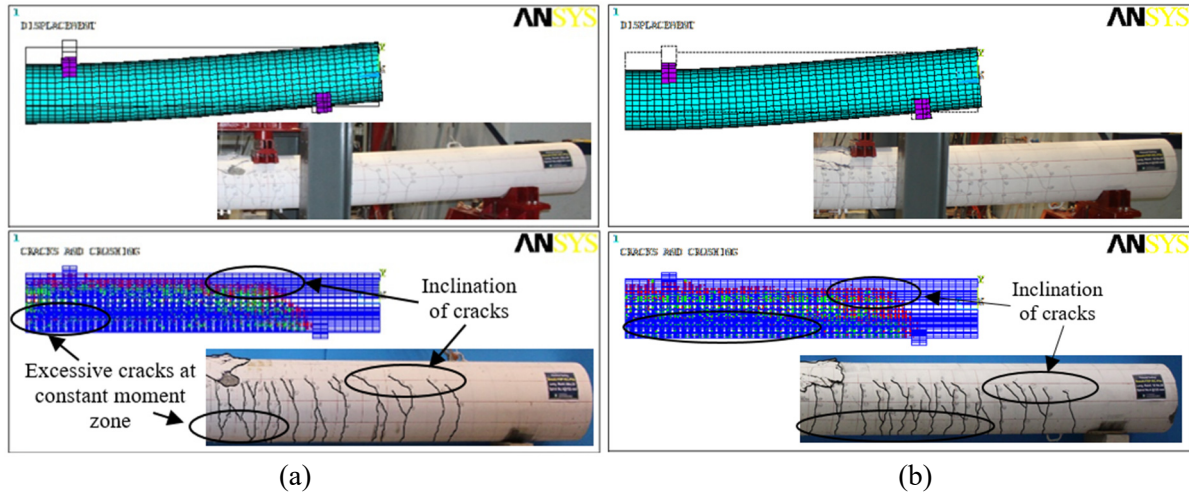 1
DISPLACEMENT
ANSYS
1
DISPLACEMENT
ANSYS
1
CRACKS AND CRUSHING
ANSYS
Inclination
of cracks
Excessive cracks at
constant moment
zone
1
CRACKS AND CRUSHING
ANSYS
Inclination
of cracks
(a)
(b)